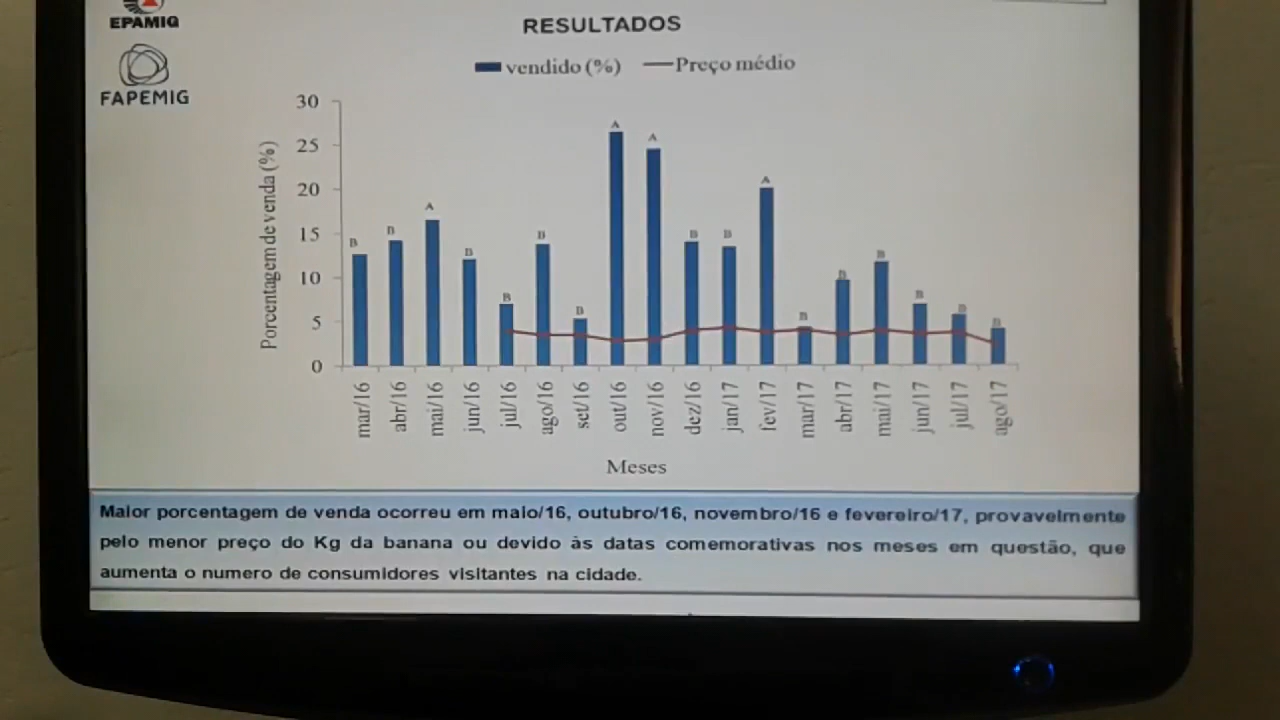 EPAMIG
FAPEMIG
RESULTADOS
vendido (%) Preço médio
Porcentagem de venda (%)
30
25
20
15
10
5
0
B B A B B B B A A B B A B B B B B B
mar/16 abr/16 mai/16 jun/16 jul/16 ago/16 set/16 out/16 nov/16 dez/16 jan/17 fev/17 mar/17 abr/17 mai/17 jun/17 jul/17 ago/17
Meses
Maior porcentagem de venda ocorreu em maio/16, outubro/16, novembro/16 e fevereiro/17, provavelmente
pelo menor preço do Kg da banana ou devido às datas comemorativas nos meses em questão, que
aumenta o numero de consumidores visitantes na cidade.